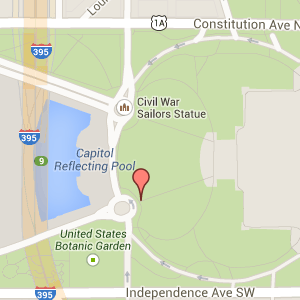 Lou
1A
Constitution Ave N
395
Civil War
Sailors Statue
395
9
Capitol
Reflecting Pool
United States
Botanic Garden
395
Independence Ave SW